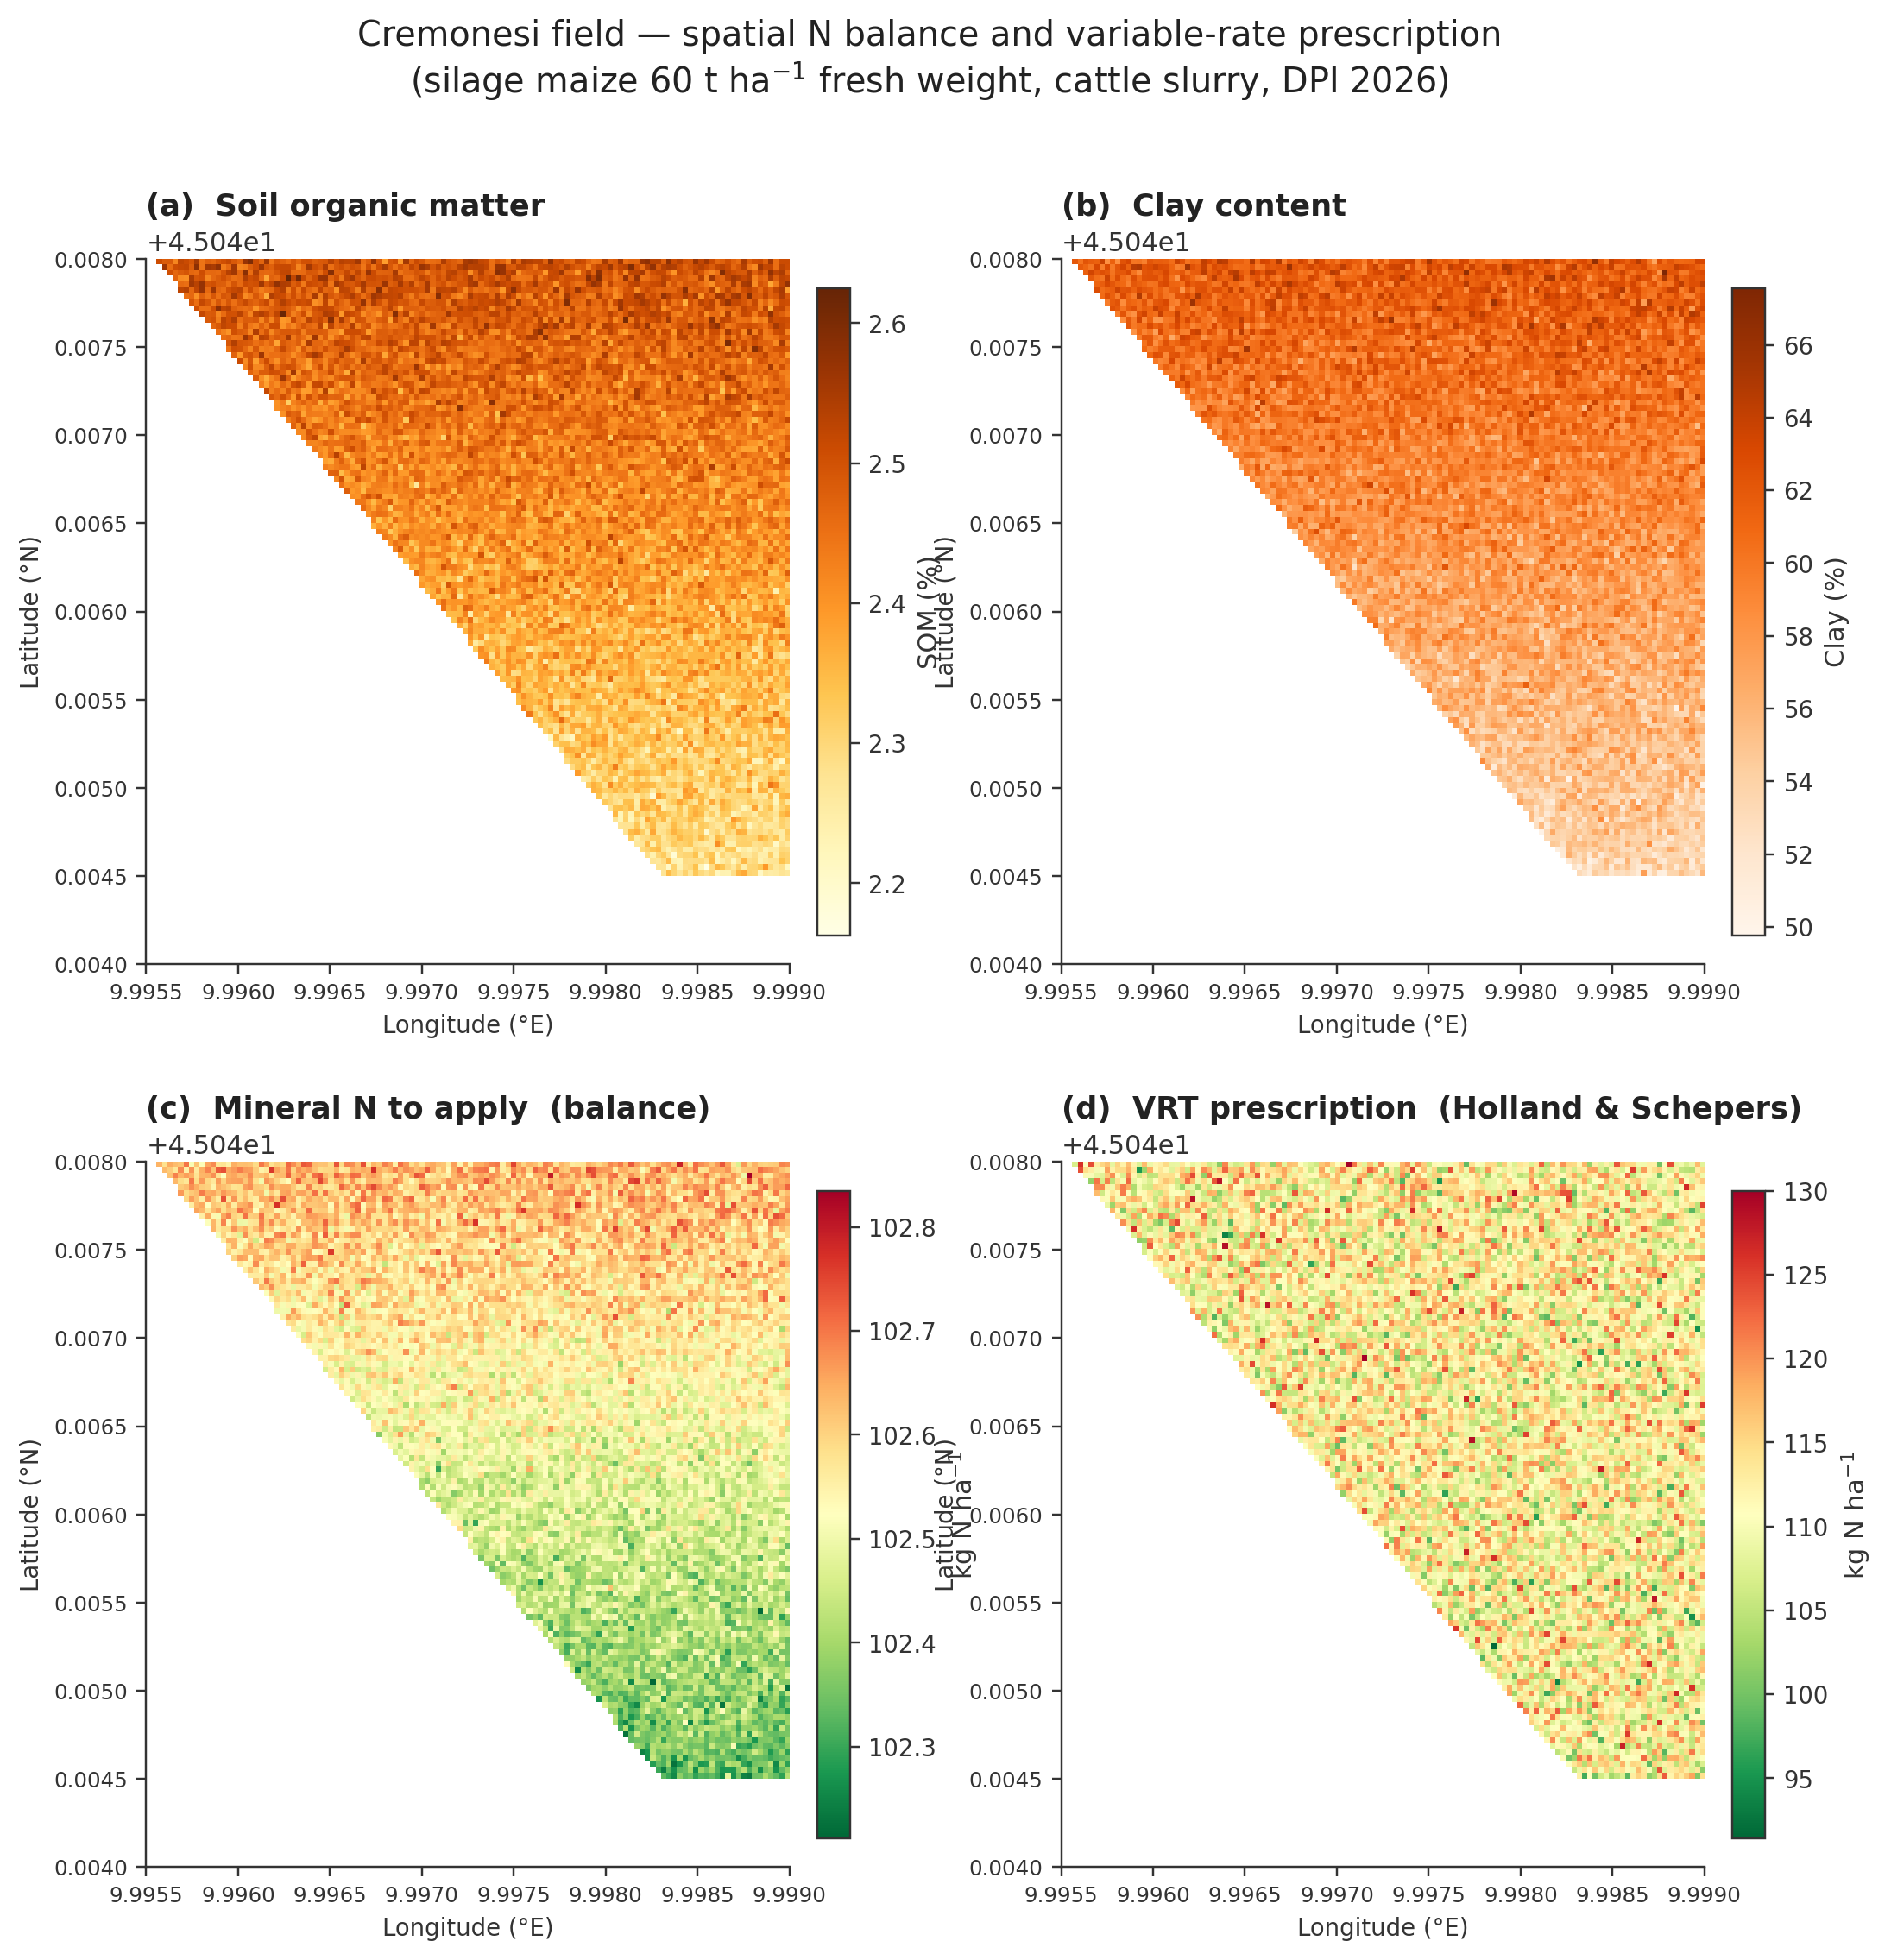 Cremonesi field — spatial N balance and variable-rate prescription
(silage maize 60 t ha⁻¹ fresh weight, cattle slurry, DPI 2026)
(a)  Soil organic matter
+4.504e1
0.0080
0.0075
0.0070
0.0065
0.0060
0.0055
0.0050
0.0045
0.0040
Latitude (°N)
9.9955 9.9960 9.9965 9.9970 9.9975 9.9980 9.9985 9.9990
Longitude (°E)
2.6
2.5
2.4
2.3
2.2
SOM (%)
(b)  Clay content
+4.504e1
0.0080
0.0075
0.0070
0.0065
0.0060
0.0055
0.0050
0.0045
0.0040
Latitude (°N)
9.9955 9.9960 9.9965 9.9970 9.9975 9.9980 9.9985 9.9990
Longitude (°E)
66
64
62
60
58
56
54
52
50
Clay (%)
(c)  Mineral N to apply  (balance)
+4.504e1
0.0080
0.0075
0.0070
0.0065
0.0060
0.0055
0.0050
0.0045
0.0040
Latitude (°N)
9.9955 9.9960 9.9965 9.9970 9.9975 9.9980 9.9985 9.9990
Longitude (°E)
102.8
102.7
102.6
102.5
102.4
102.3
kg N ha⁻¹
(d)  VRT prescription  (Holland & Schepers)
+4.504e1
0.0080
0.0075
0.0070
0.0065
0.0060
0.0055
0.0050
0.0045
0.0040
Latitude (°N)
9.9955 9.9960 9.9965 9.9970 9.9975 9.9980 9.9985 9.9990
Longitude (°E)
130
125
120
115
110
105
100
95
kg N ha⁻¹